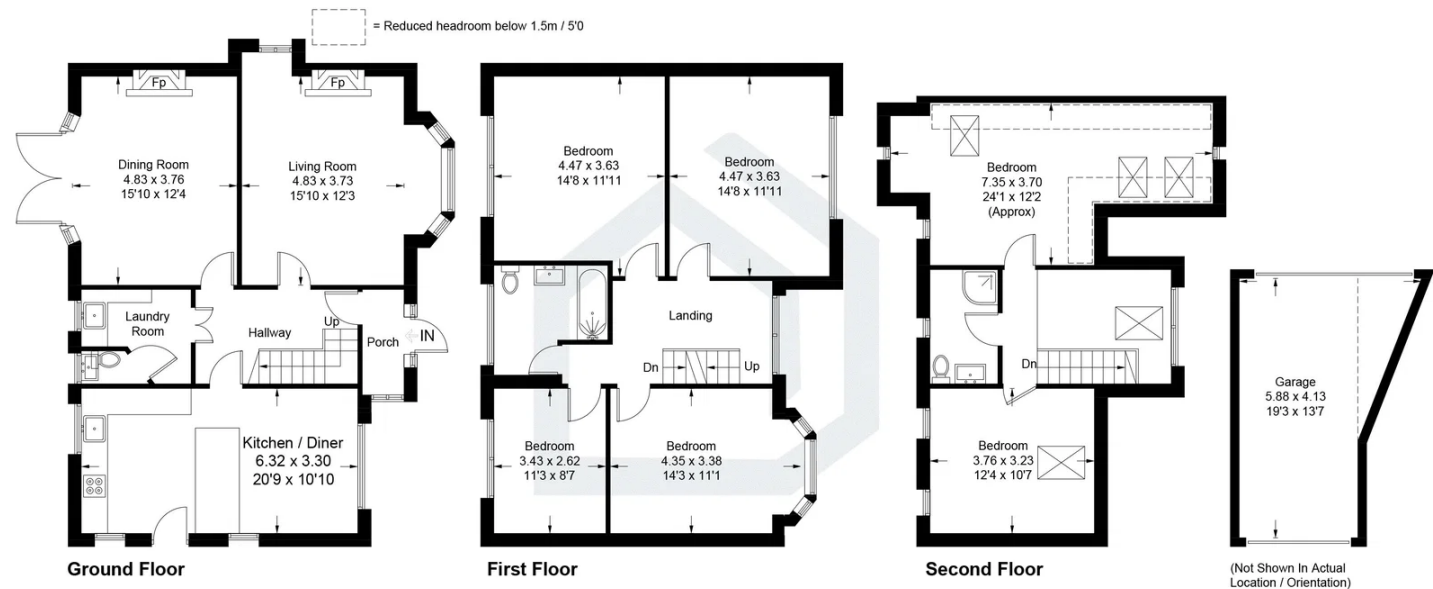 = Reduced headroom below 1.5m / 5'0
Fp
Fp
Dining Room
4.83 x 3.76
15'10 x 12'4
Living Room
4.83 x 3.73
15'10 x 12'3
Laundry
Room
Hallway
Up
Porch
IN
Kitchen / Diner
6.32 x 3.30
20'9 x 10'10
Ground Floor
Bedroom
4.47 x 3.63
14'8 x 11'11
Bedroom
4.47 x 3.63
14'8 x 11'11
Landing
Dn
Up
Bedroom
3.43 x 2.62
11'3 x 8'7
Bedroom
4.35 x 3.38
14'3 x 11'1
First Floor
Bedroom
7.35 x 3.70
24'1 x 12'2
(Approx)
Dn
Bedroom
3.76 x 3.23
12'4 x 10'7
Second Floor
Garage
5.88 x 4.13
19'3 x 13'7
(Not Shown In Actual
Location / Orientation)